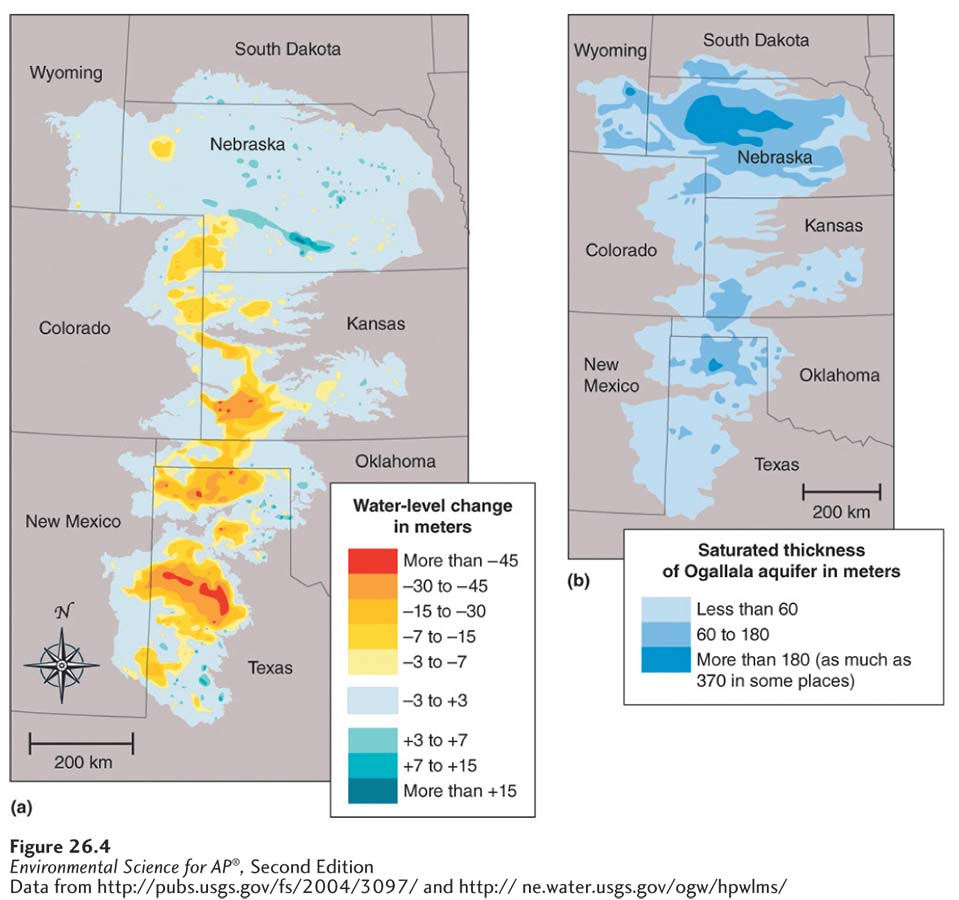 South Dakota
Wyoming
Nebraska
Colorado
Kansas
Oklahoma
New Mexico
Texas
N
200 km
Water-level change
in meters
More than –45
–30 to –45
–15 to –30
–7 to –15
–3 to –7
–3 to +3
+3 to +7
+7 to +15
More than +15
(a)
South Dakota
Wyoming
Nebraska
Kansas
Colorado
New
Mexico
Oklahoma
Texas
200 km
(b)
Saturated thickness
of Ogallala aquifer in meters
Less than 60
60 to 180
More than 180 (as much as
370 in some places)
Figure 26.4
Environmental Science for AP®, Second Edition
Data from http://pubs.usgs.gov/fs/2004/3097/ and http:// ne.water.usgs.gov/ogw/hpwlms/